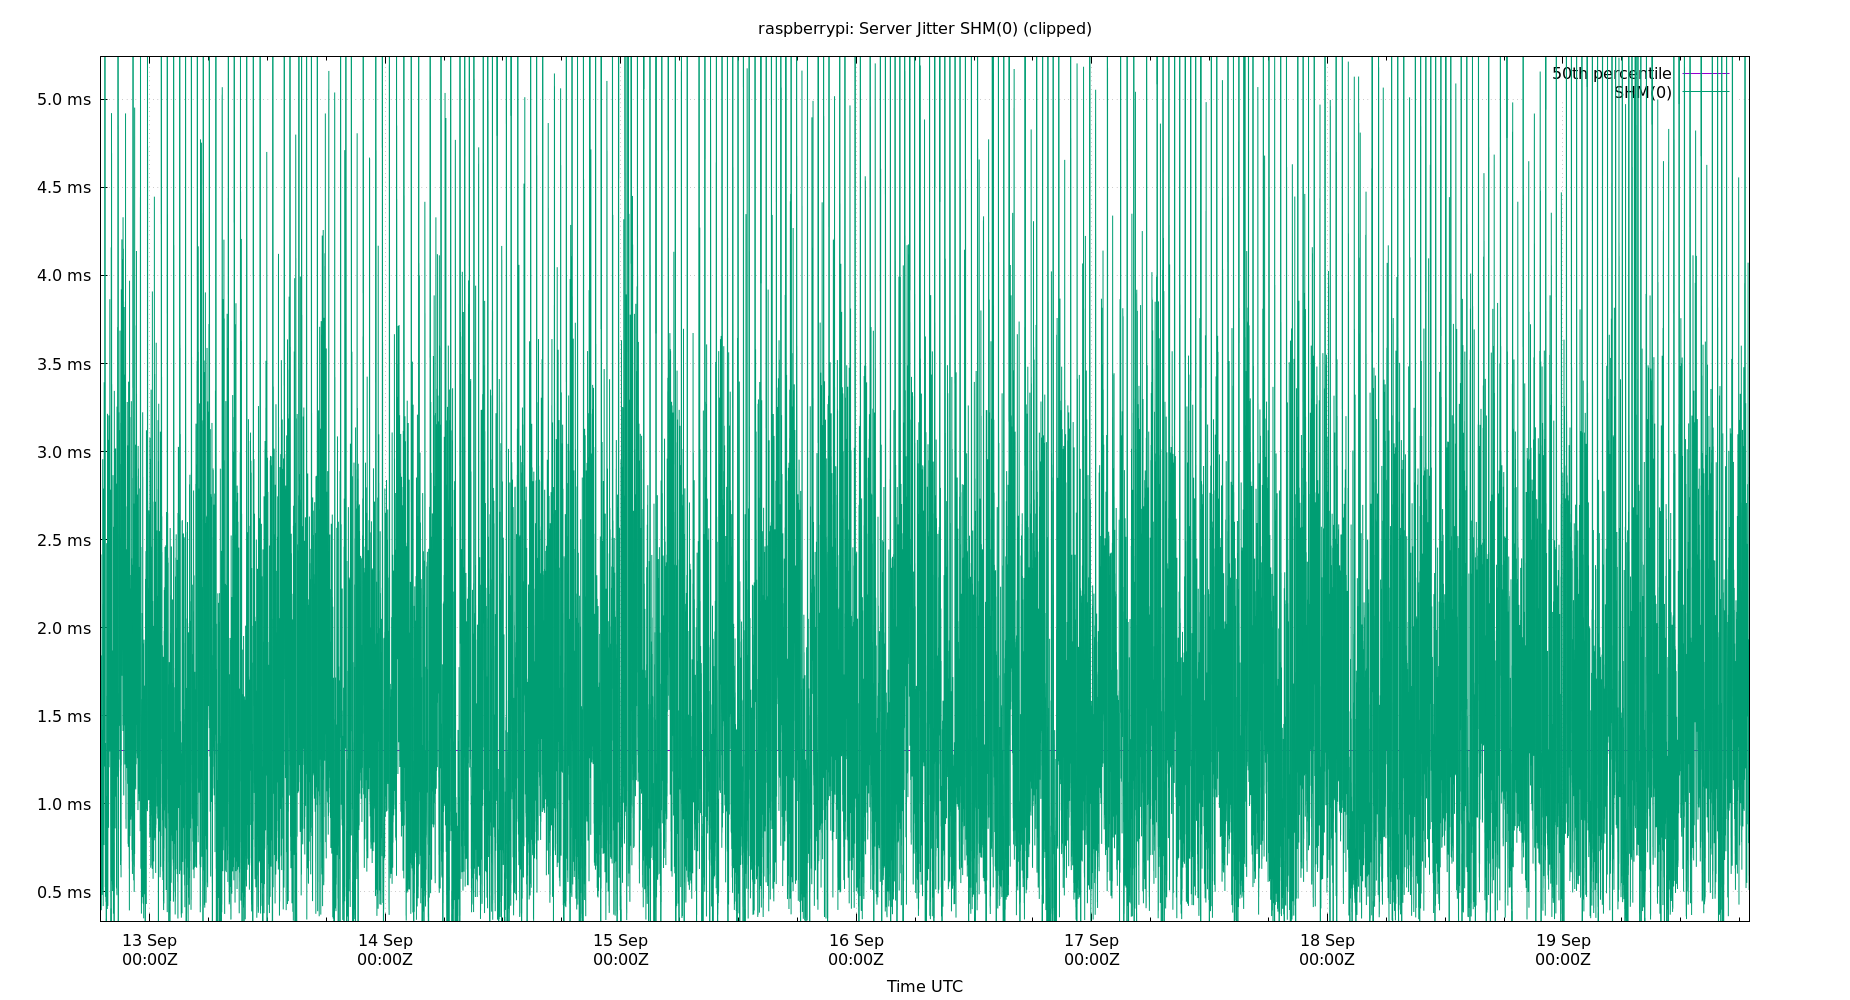 raspberrypi: Server Jitter SHM(0) (clipped)
50th percentile
SHM(0)
5.0 ms
4.5 ms
4.0 ms
3.5 ms
3.0 ms
2.5 ms
2.0 ms
1.5 ms
1.0 ms
0.5 ms
13 Sep 14 Sep 15 Sep 16 Sep 17 Sep 18 Sep 19 Sep
00:00Z 00:00Z 00:00Z 00:00Z 00:00Z 00:00Z 00:00Z
Time UTC